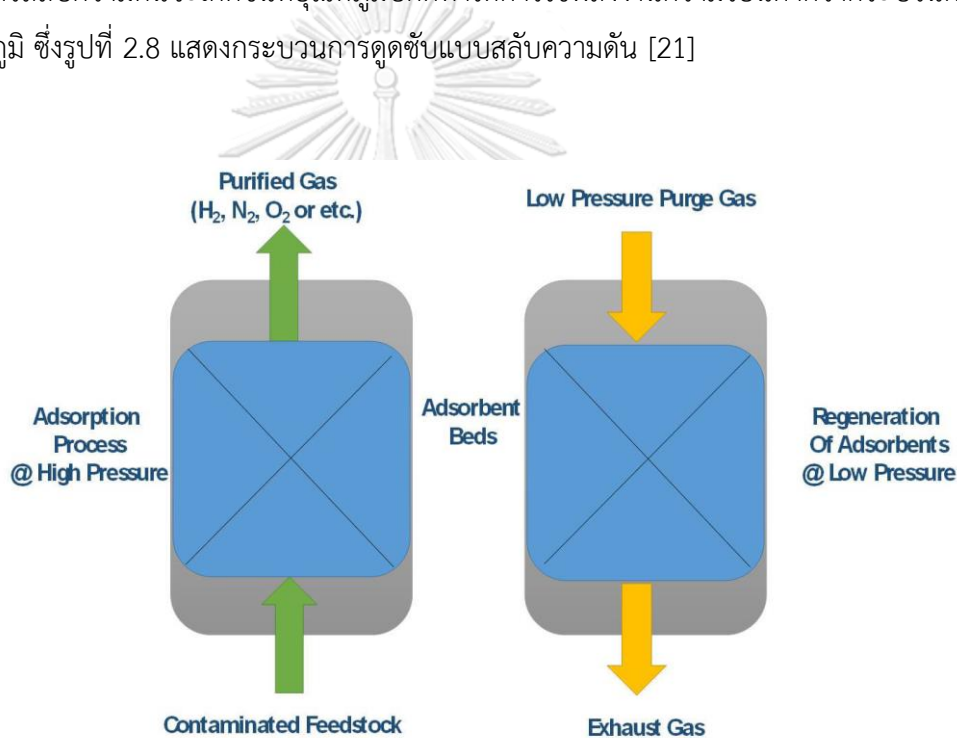 ภูมิ ซึ่งรูปที่ 2.8 แสดงกระบวนการดูดซับแบบสลับความดัน [21]
Purified Gas
(H₂, N₂, O₂ or etc.)
Low Pressure Purge Gas
Adsorption
Process
@ High Pressure
Adsorbent
Beds
Regeneration
Of Adsorbents
@ Low Pressure
Contaminated Feedstock
Exhaust Gas